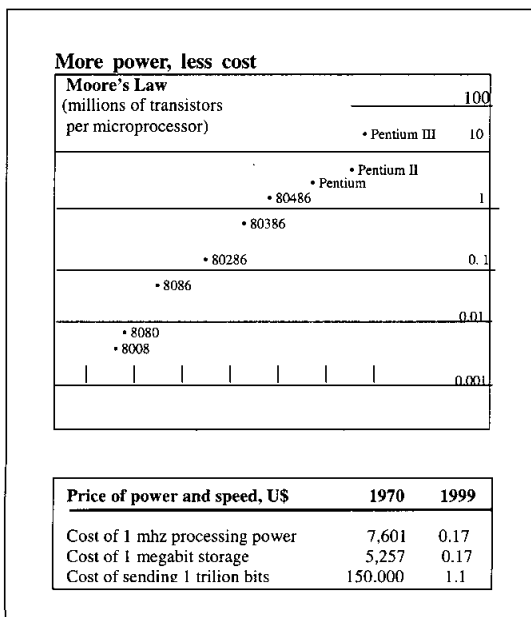 More power, less cost
Moore's Law
(millions of transistors
per microprocessor)
100
• Pentium III 10
• Pentium II
• Pentium
• 80486 1
• 80386
• 80286 0.1
• 8086
0.01
• 8080
• 8008
0.001
Price of power and speed, U$ 1970 1999
Cost of 1 mhz processing power 7,601 0.17
Cost of 1 megabit storage 5,257 0.17
Cost of sending 1 trilion bits 150.000 1.1